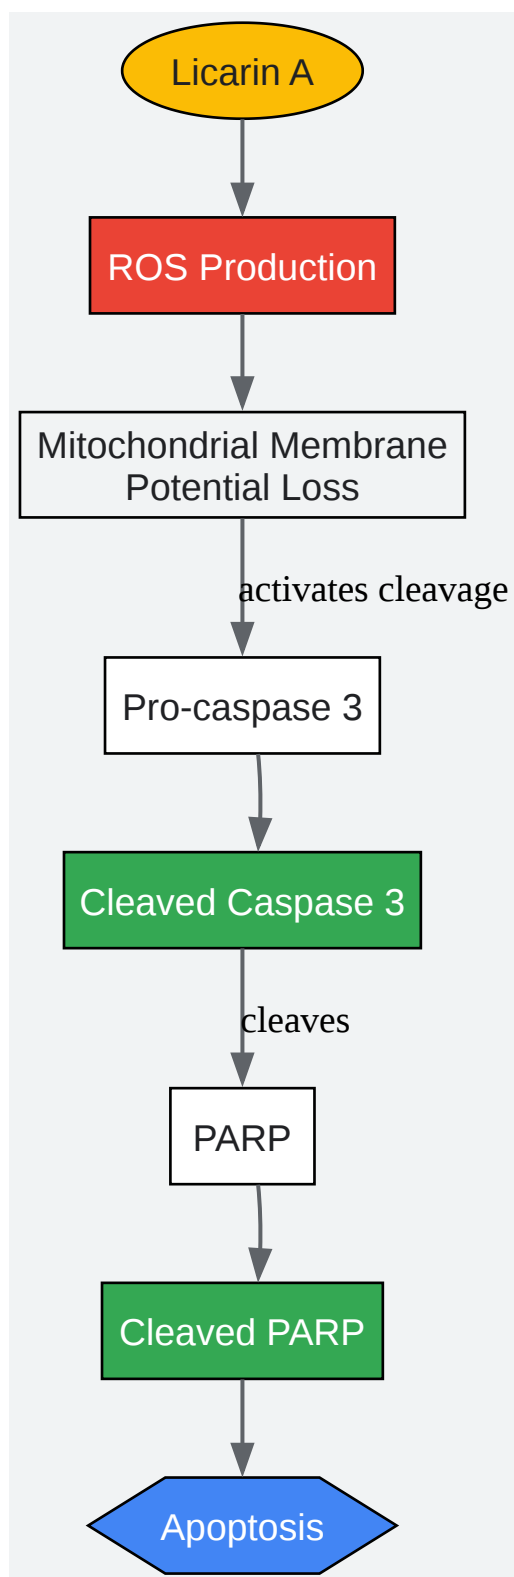 Licarin A
ROS Production
Mitochondrial Membrane
Potential Loss
activates cleavage
Pro-caspase 3
Cleaved Caspase 3
cleaves
PARP
Cleaved PARP
Apoptosis